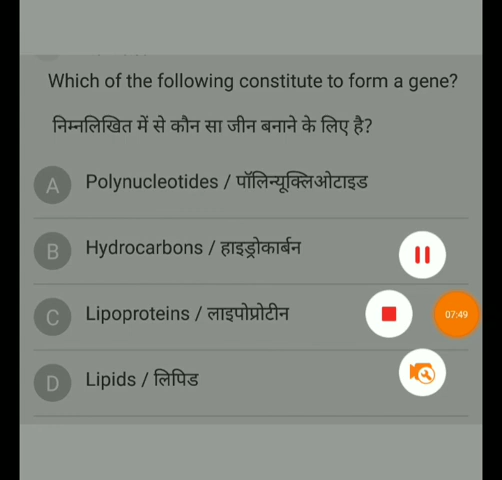 Which of the following constitute to form a gene?
निम्नलिखित में से कौन सा जीन बनाने के लिए है?
A Polynucleotides / पॉलिन्यूक्लिओटाइड
B Hydrocarbons / हाइड्रोकार्बन
C Lipoproteins / लाइपोप्रोटीन
07:49
D Lipids / लिपिड